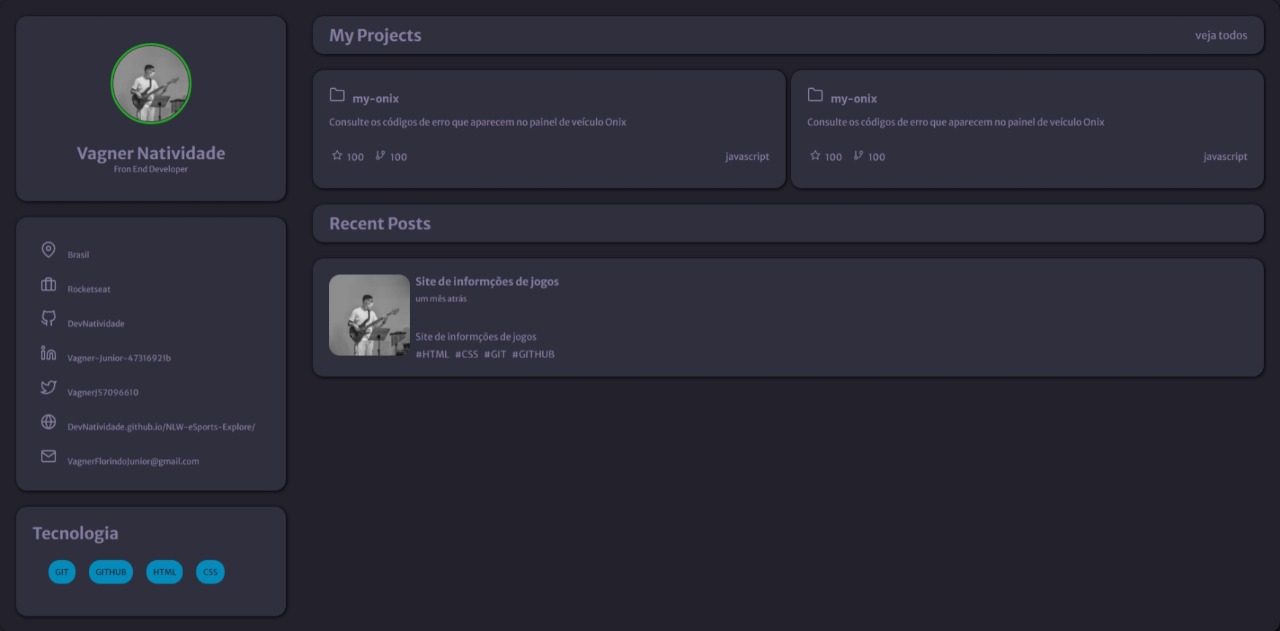 Vagner Natividade
Fron End Developer
Brasil
Rocketseat
DevNatividade
Vagner-Junior-47316921b
VagnerJ57096610
DevNatividade.github.io/NLW-eSports-Explore/
VagnerFlorindoJunior@gmail.com
Tecnologia
GIT GITHUB HTML CSS
My Projects veja todos
my-onix
Consulte os códigos de erro que aparecem no painel de veículo Onix
100 100 javascript
my-onix
Consulte os códigos de erro que aparecem no painel de veículo Onix
100 100 javascript
Recent Posts
Site de informções de jogos
um mês atrás
Site de informções de jogos
#HTML #CSS #GIT #GITHUB